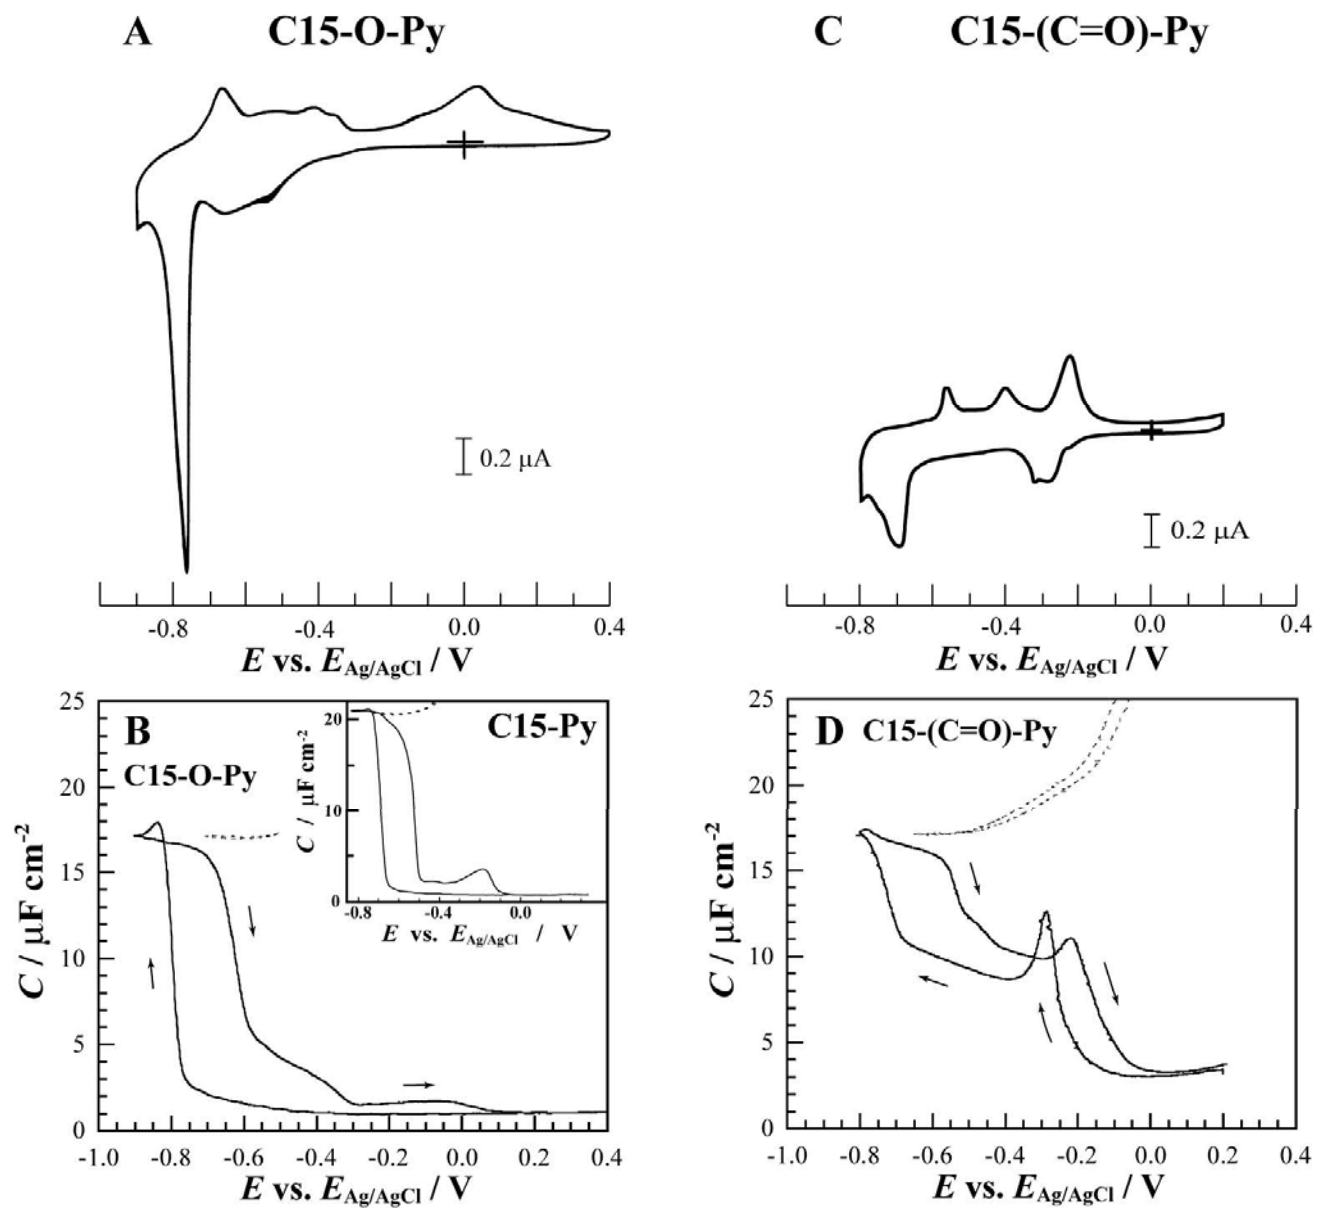 A C15-O-Py
0.2 μA
-0.8 -0.4 0.0 0.4
E vs. E_Ag/AgCl / V
C C15-(C=O)-Py
0.2 μA
-0.8 -0.4 0.0 0.4
E vs. E_Ag/AgCl / V
B
C15-O-Py
C / μF cm⁻²
25
20
15
10
5
0
-1.0 -0.8 -0.6 -0.4 -0.2 0.0 0.2 0.4
E vs. E_Ag/AgCl / V
C15-Py
C / μF cm⁻²
20
10
0
-0.8 -0.4 0.0
E vs. E_Ag/AgCl / V
D C15-(C=O)-Py
C / μF cm⁻²
25
20
15
10
5
0
-1.0 -0.8 -0.6 -0.4 -0.2 0.0 0.2 0.4
E vs. E_Ag/AgCl / V